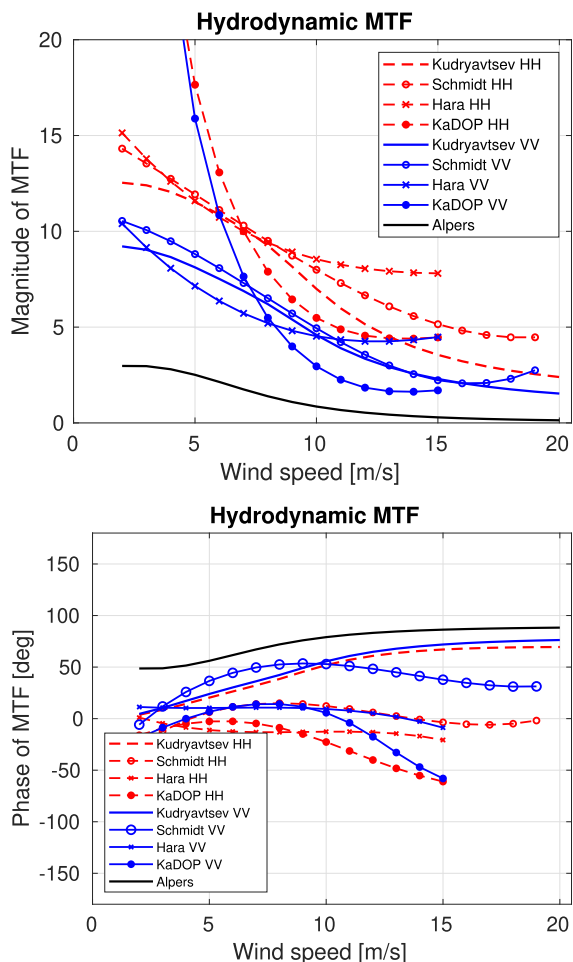 Hydrodynamic MTF
20
15
10
5
0
Magnitude of MTF
Kudryavtsev HH
Schmidt HH
Hara HH
KaDOP HH
Kudryavtsev VV
Schmidt VV
Hara VV
KaDOP VV
Alpers
0 5 10 15 20
Wind speed [m/s]
Hydrodynamic MTF
150
100
50
0
-50
-100
-150
Phase of MTF [deg]
Kudryavtsev HH
Schmidt HH
Hara HH
KaDOP HH
Kudryavtsev VV
Schmidt VV
Hara VV
KaDOP VV
Alpers
0 5 10 15 20
Wind speed [m/s]